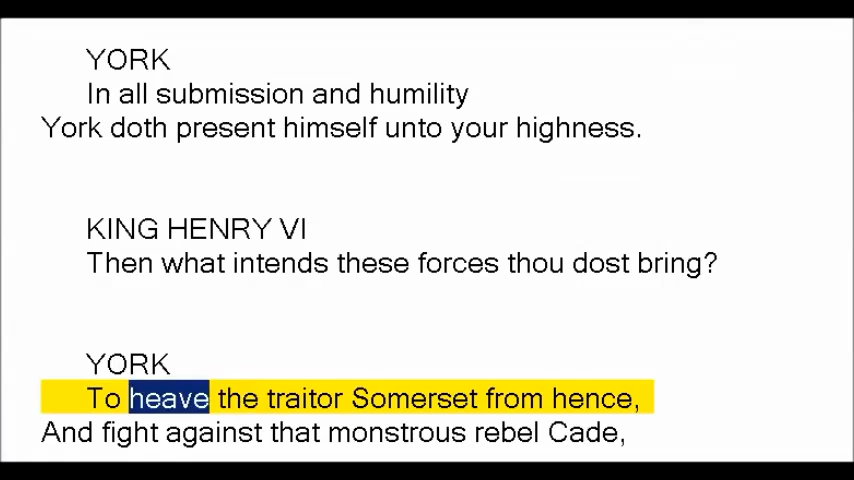 YORK
In all submission and humility
York doth present himself unto your highness.
KING HENRY VI
Then what intends these forces thou dost bring?
YORK
To heave the traitor Somerset from hence,
And fight against that monstrous rebel Cade,